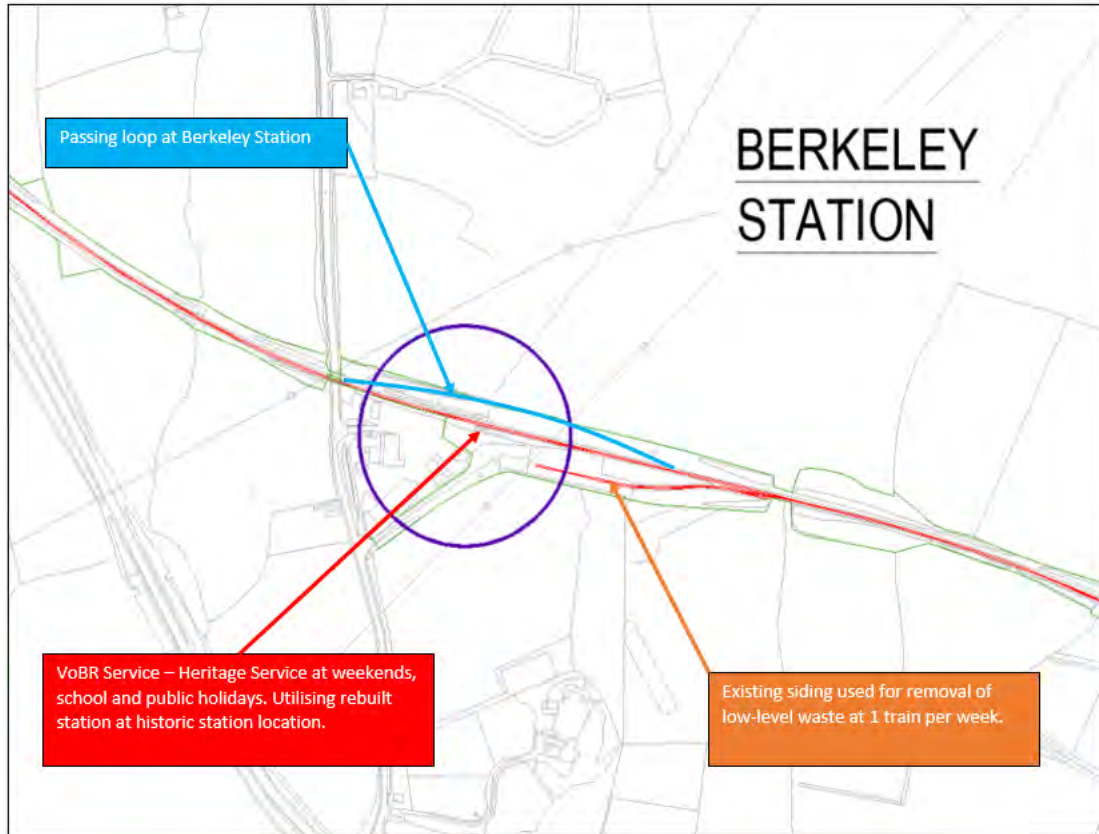 Passing loop at Berkeley Station
BERKELEY
STATION
VoBR Service – Heritage Service at weekends,
school and public holidays. Utilising rebuilt
station at historic station location.
Existing siding used for removal of
low-level waste at 1 train per week.